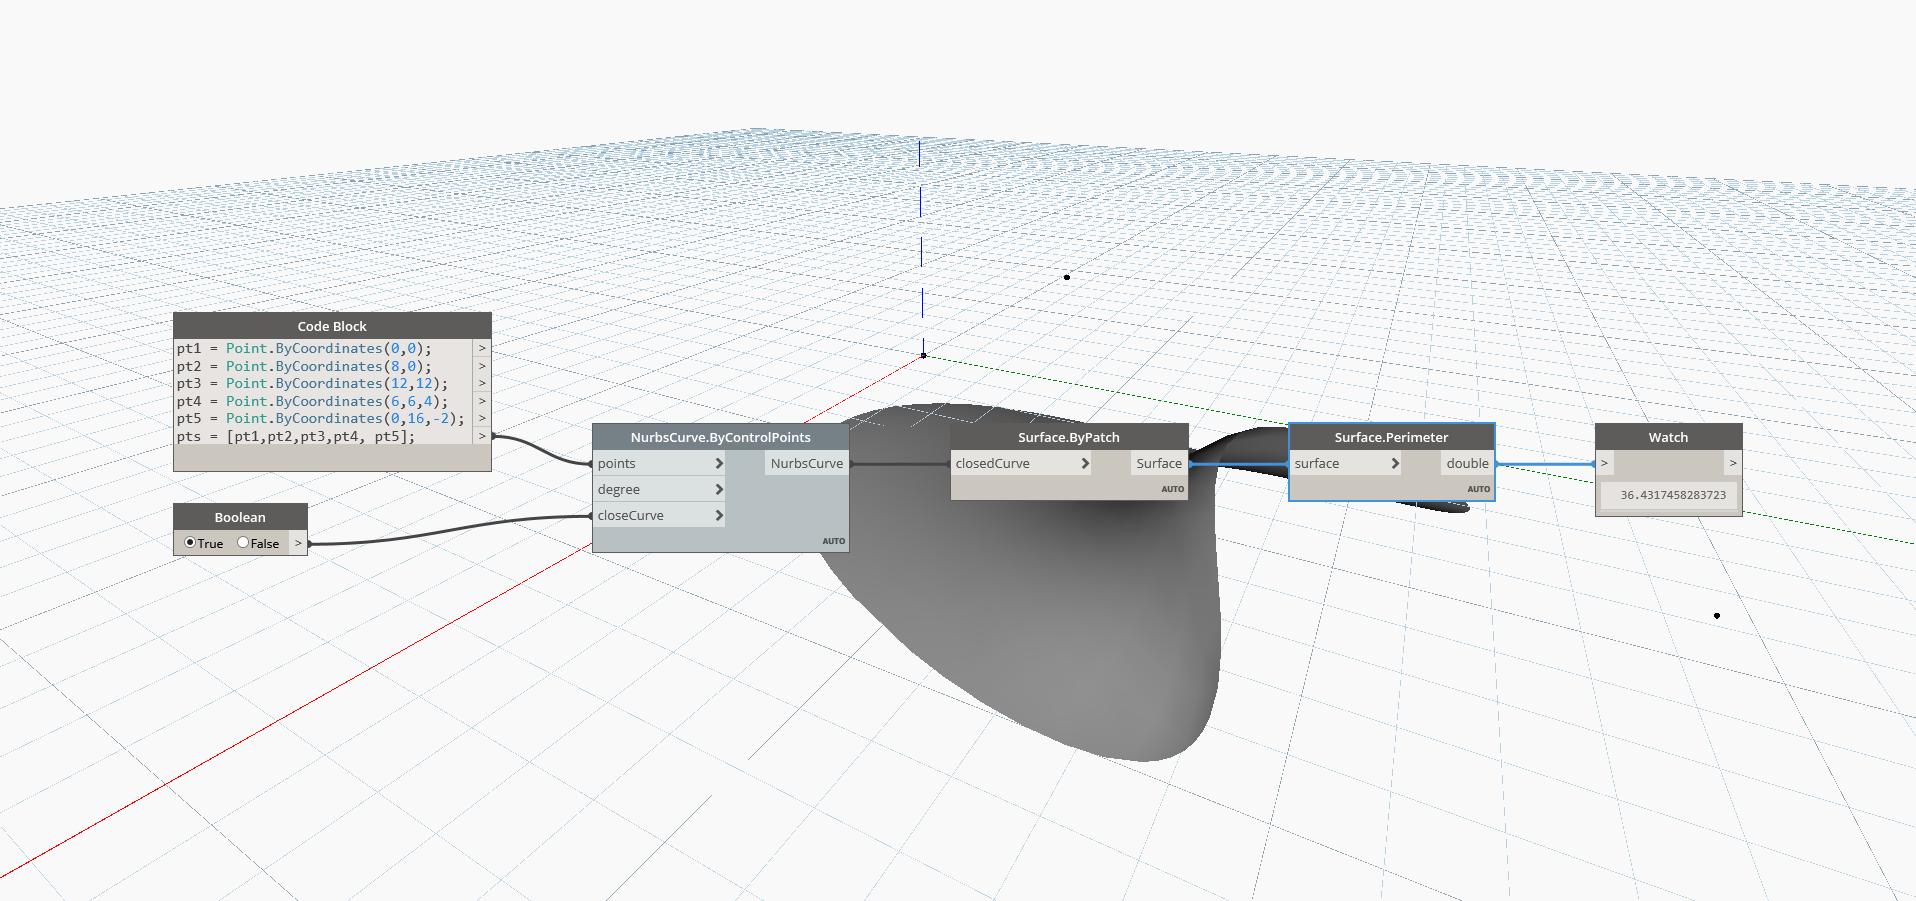 Code Block
pt1 = Point.ByCoordinates(0,0); >
pt2 = Point.ByCoordinates(8,0); >
pt3 = Point.ByCoordinates(12,12); >
pt4 = Point.ByCoordinates(6,6,4); >
pt5 = Point.ByCoordinates(0,16,-2); >
pts = [pt1,pt2,pt3,pt4, pt5]; >
Boolean
True False >
NurbsCurve.ByControlPoints
points > NurbsCurve
degree >
closeCurve >
AUTO
Surface.ByPatch
closedCurve > Surface
AUTO
Surface.Perimeter
surface > double
AUTO
Watch
> >
36.4317458283723